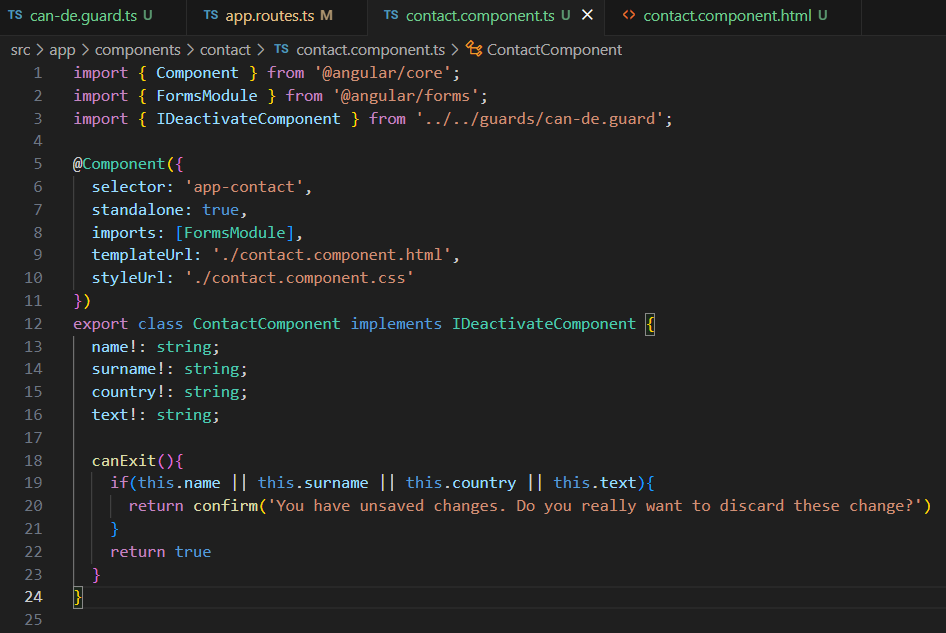 TS can-de.guard.ts U TS app.routes.ts M TS contact.component.ts U × <> contact.component.html U
src > app > components > contact > TS contact.component.ts > ContactComponent
1 import { Component } from '@angular/core';
2 import { FormsModule } from '@angular/forms';
3 import { IDeactivateComponent } from '../../guards/can-de.guard';
4
5 @Component({
6   selector: 'app-contact',
7   standalone: true,
8   imports: [FormsModule],
9   templateUrl: './contact.component.html',
10   styleUrl: './contact.component.css'
11 })
12 export class ContactComponent implements IDeactivateComponent {
13   name!: string;
14   surname!: string;
15   country!: string;
16   text!: string;
17
18   canExit(){
19     if(this.name || this.surname || this.country || this.text){
20       return confirm('You have unsaved changes. Do you really want to discard these change?')
21     }
22     return true
23   }
24 }
25